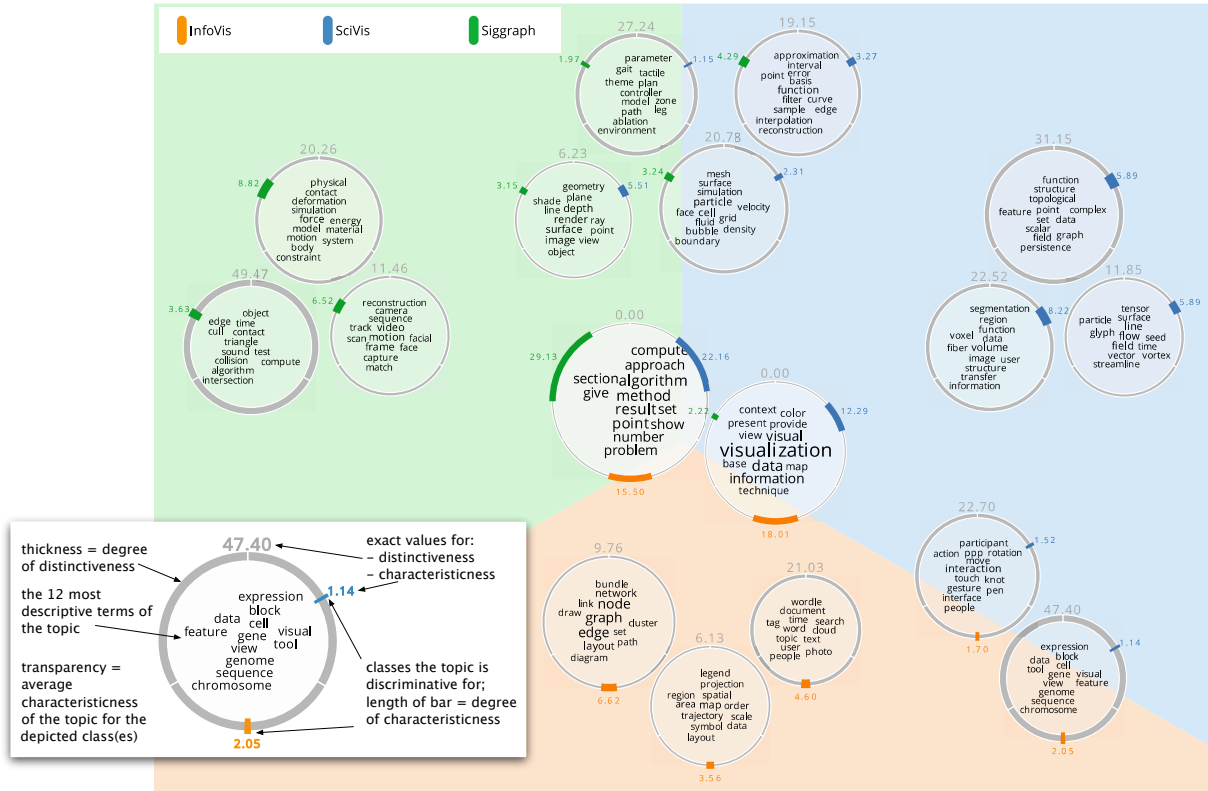 InfoVis
SciVis
Siggraph
27.24
1.97
1.15
parameter
gait tactile
theme plan
controller
model zone
path leg
ablation
environment
19.15
4.29
3.27
approximation
interval
point error
basis
function
filter curve
sample edge
interpolation
reconstruction
20.26
8.82
physical
contact
deformation
simulation
force energy
model material
motion system
body
constraint
6.23
3.15
5.51
geometry
plane
shade depth
line
render ray
surface point
image view
object
20.78
3.24
2.31
mesh
surface
simulation
particle
face cell velocity
fluid grid
bubble density
boundary
31.15
5.89
function
structure
topological
feature point complex
set data
scalar
field graph
persistence
49.47
3.63
object
edge time
cull contact
triangle
sound test
collision compute
algorithm
intersection
11.46
6.52
reconstruction
camera
sequence
track video
scan motion facial
frame face
capture
match
22.52
8.22
segmentation
region
function
voxel data
fiber volume
image user
structure
transfer
information
11.85
5.89
tensor
particle surface
line
glyph flow seed
field time
vector vortex
streamline
0.00
29.13
22.16
compute
approach
section algorithm
give method
result set
point show
number
problem
15.50
0.00
2.22
12.29
context color
present provide
view visual
visualization
base data map
information
technique
18.01
9.76
bundle
network
link node
draw graph cluster
edge set
layout path
diagram
6.62
21.03
wordle
document
tag time search
word cloud
topic text
user
people photo
4.60
6.13
legend
projection
region spatial
area map order
trajectory scale
symbol data
layout
3.56
22.70
1.52
participant
action ppp rotation
move
interaction
touch knot
gesture pen
interface
people
1.70
47.40
1.14
expression
block
data cell
tool gene visual
view feature
genome
sequence
chromosome
2.05
thickness = degree
of distinctiveness
the 12 most
descriptive terms of
the topic
transparency =
average
characteristicness
of the topic for the
depicted class(es)
47.40
1.14
expression
block
data cell
feature gene visual
view tool
genome
sequence
chromosome
2.05
exact values for:
– distinctiveness
– characteristicness
classes the topic is
discriminative for;
length of bar = degree
of characteristicness